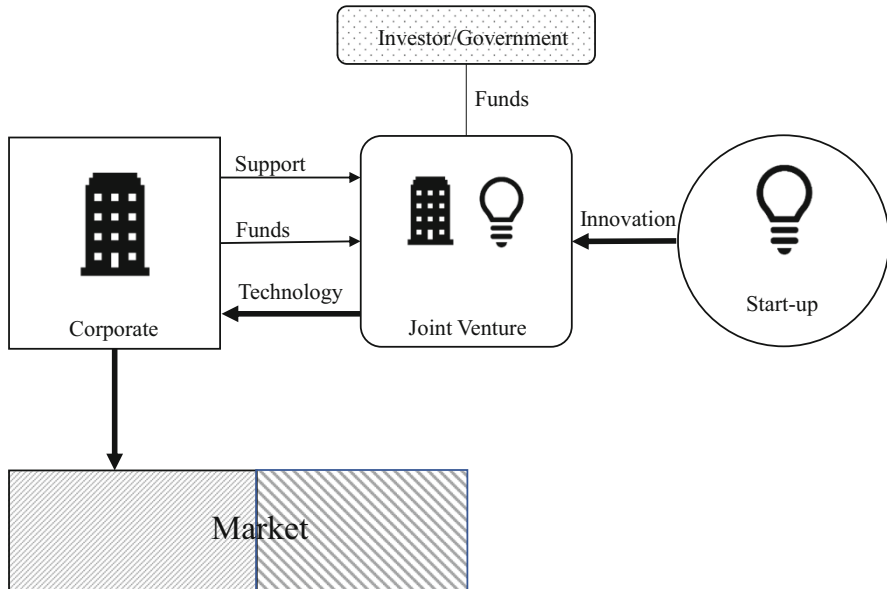 Investor/Government
Funds
Support
Funds
Technology
Innovation
Corporate
Joint Venture
Start-up
Market